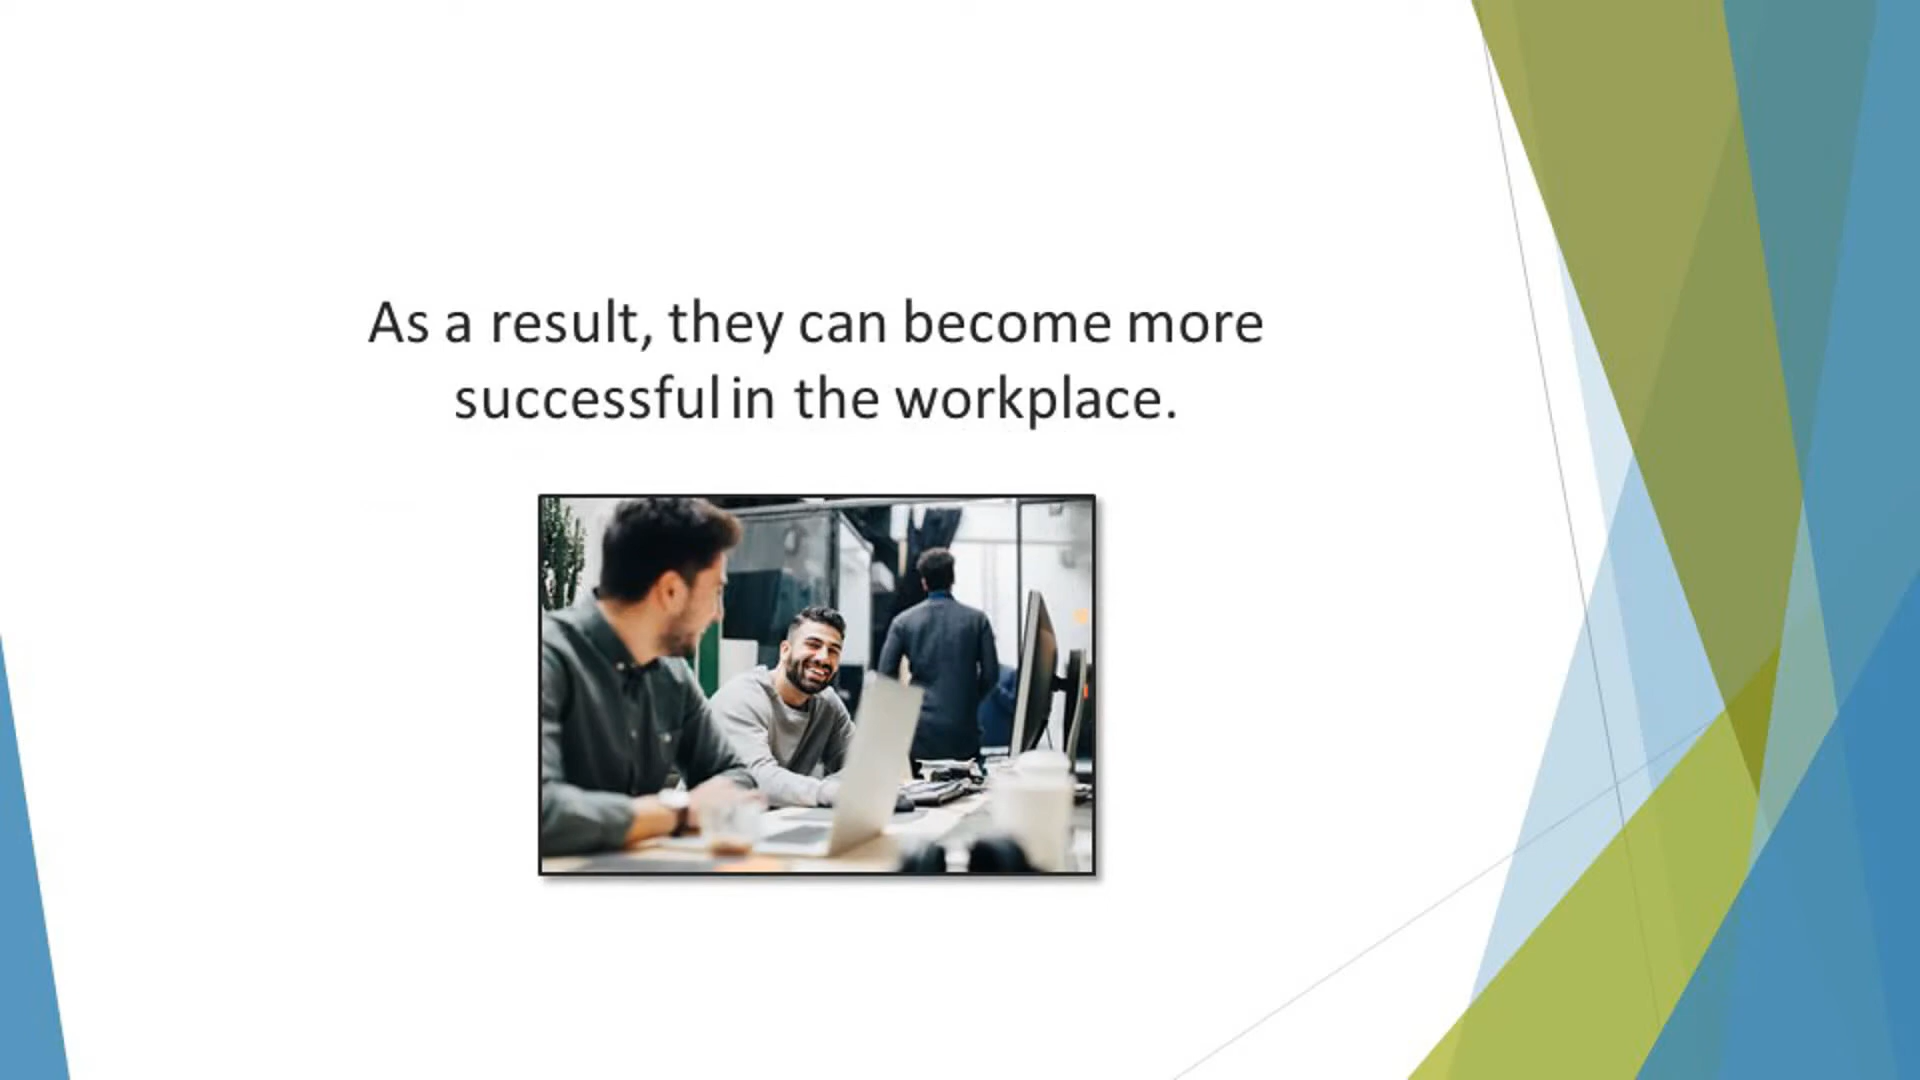 As a result, they can become more
successful in the workplace.